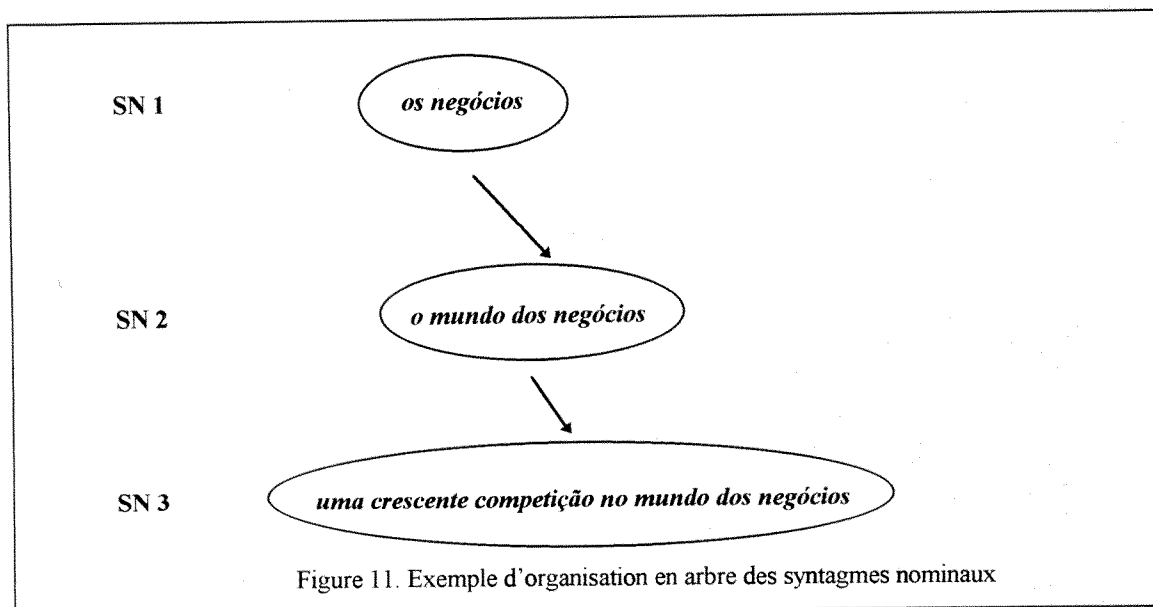 SN 1 os negócios
SN 2 o mundo dos negócios
SN 3 uma crescente competição no mundo dos negócios
Figure 11. Exemple d'organisation en arbre des syntagmes nominaux